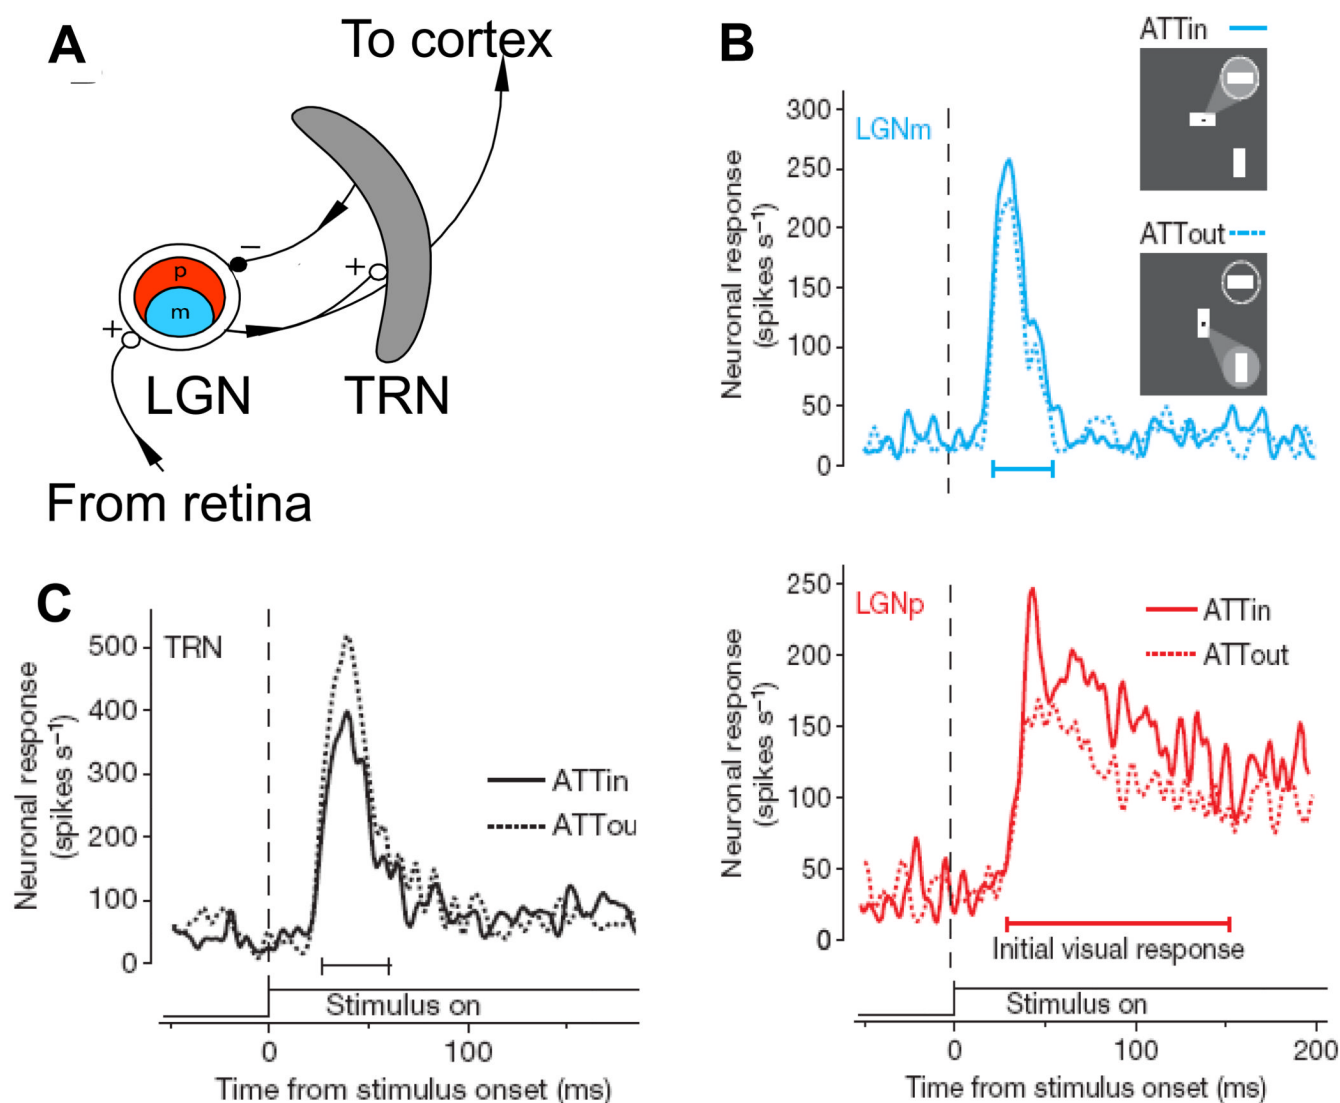 A
To cortex
−
+
p
m
+
LGN
TRN
From retina
B
ATTin
LGNm
ATTout
Neuronal response
(spikes s−1)
300
250
200
150
100
50
0
C
TRN
Neuronal response
(spikes s−1)
500
400
300
200
100
0
ATTin
ATTou
Stimulus on
0
100
Time from stimulus onset (ms)
LGNp
Neuronal response
(spikes s−1)
250
200
150
100
50
0
ATTin
ATTout
Initial visual response
Stimulus on
0
100
200
Time from stimulus onset (ms)